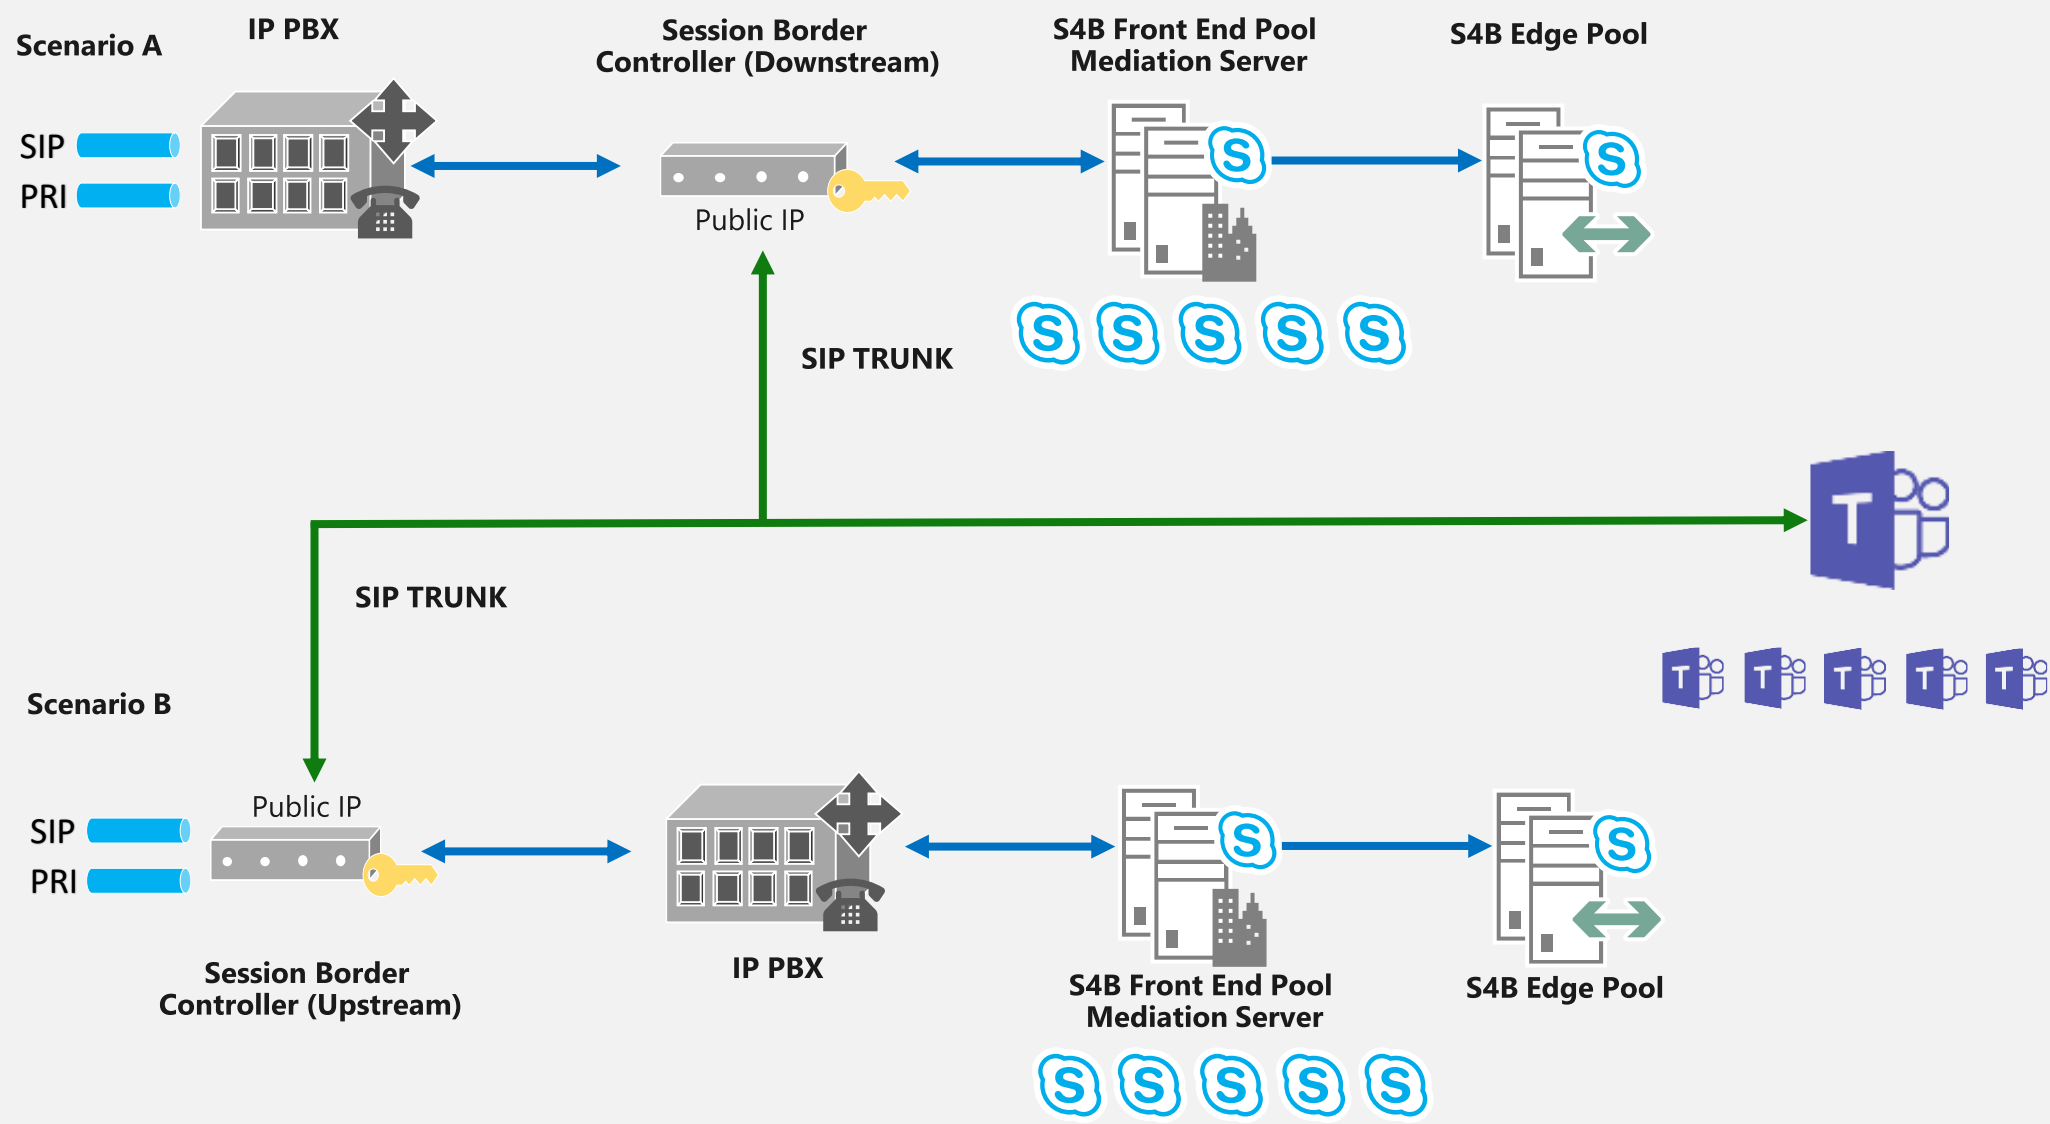 Scenario A
IP PBX
Session Border
Controller (Downstream)
S4B Front End Pool
Mediation Server
S4B Edge Pool
SIP
PRI
Public IP
SIP TRUNK
SIP TRUNK
Scenario B
Public IP
SIP
PRI
Session Border
Controller (Upstream)
IP PBX
S4B Front End Pool
Mediation Server
S4B Edge Pool